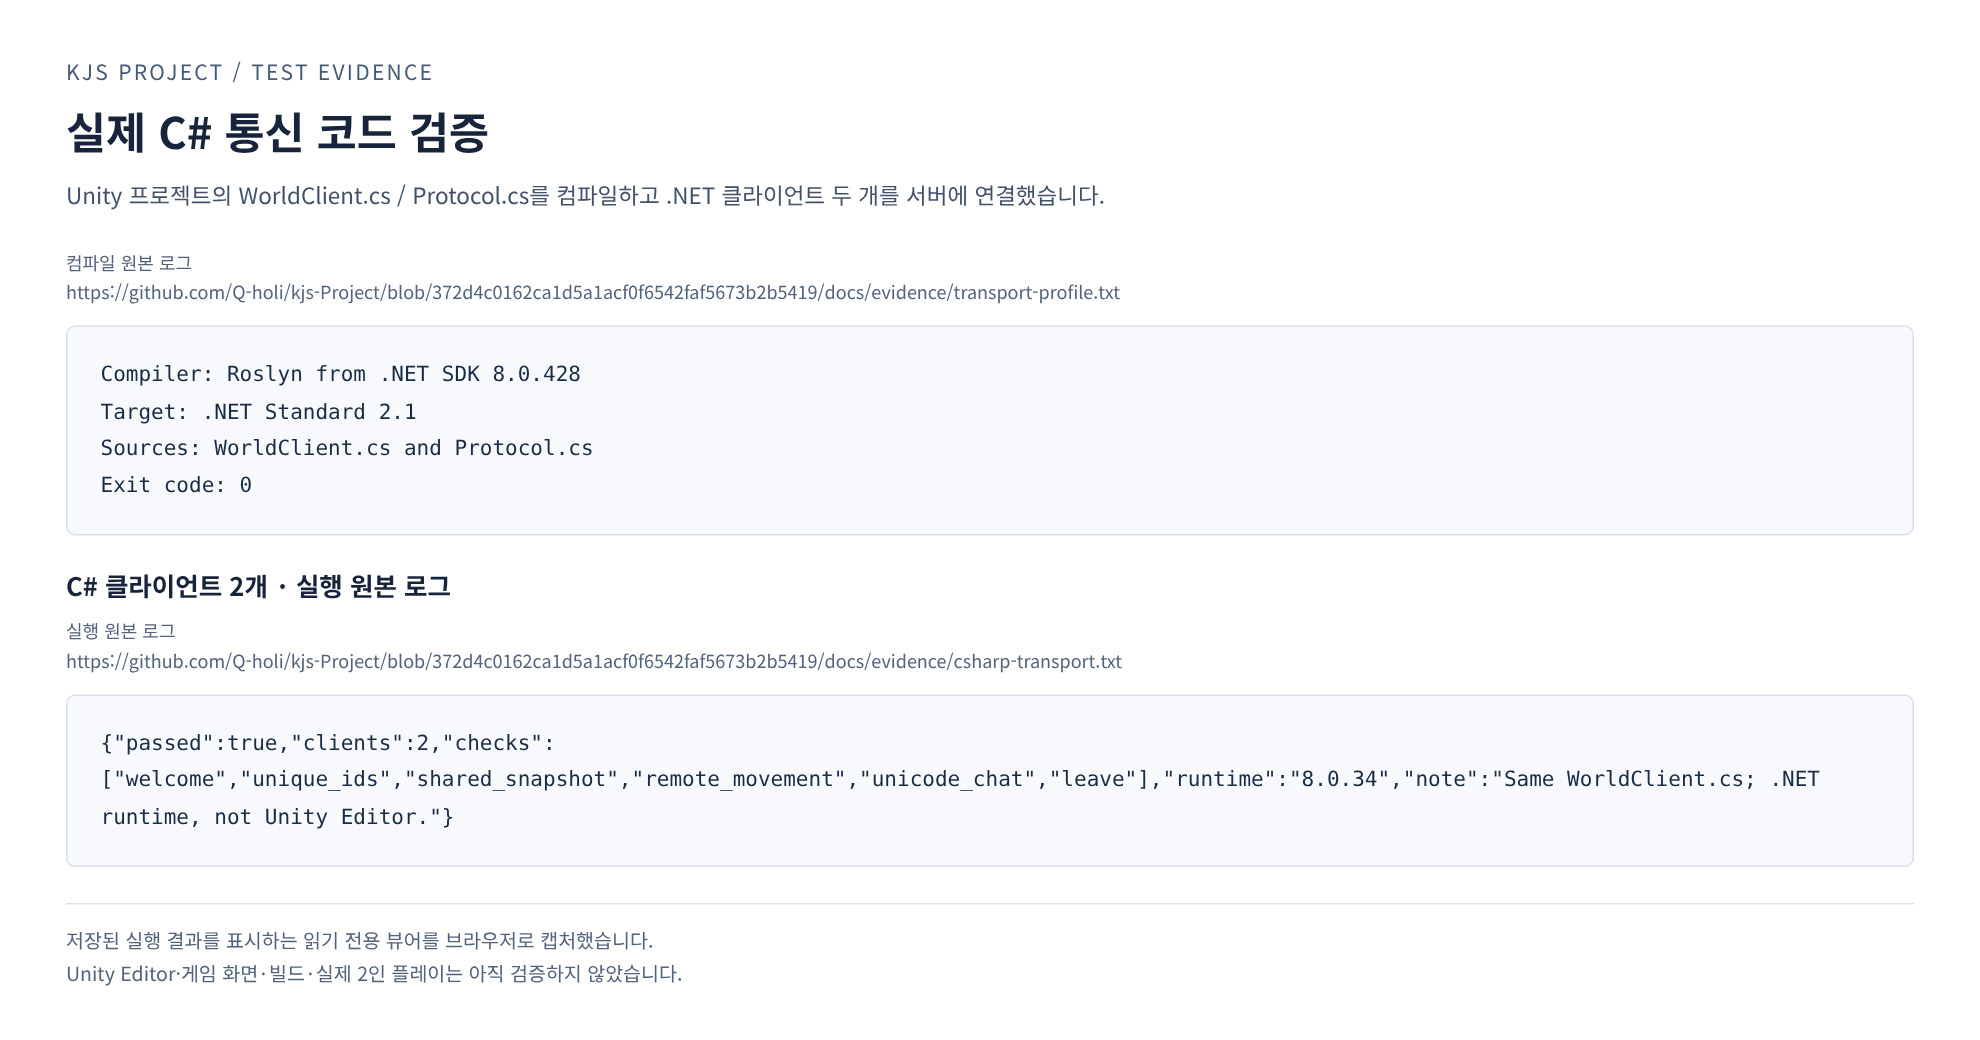 KJS PROJECT / TEST EVIDENCE
실제 C# 통신 코드 검증
Unity 프로젝트의 WorldClient.cs / Protocol.cs를 컴파일하고 .NET 클라이언트 두 개를 서버에 연결했습니다.
컴파일 원본 로그
https://github.com/Q-holi/kjs-Project/blob/372d4c0162ca1d5a1acf0f6542faf5673b2b5419/docs/evidence/transport-profile.txt
Compiler: Roslyn from .NET SDK 8.0.428
Target: .NET Standard 2.1
Sources: WorldClient.cs and Protocol.cs
Exit code: 0
C# 클라이언트 2개 · 실행 원본 로그
실행 원본 로그
https://github.com/Q-holi/kjs-Project/blob/372d4c0162ca1d5a1acf0f6542faf5673b2b5419/docs/evidence/csharp-transport.txt
{"passed":true,"clients":2,"checks":
["welcome","unique_ids","shared_snapshot","remote_movement","unicode_chat","leave"],"runtime":"8.0.34","note":"Same WorldClient.cs; .NET
runtime, not Unity Editor."}
저장된 실행 결과를 표시하는 읽기 전용 뷰어를 브라우저로 캡처했습니다.
Unity Editor·게임 화면·빌드·실제 2인 플레이는 아직 검증하지 않았습니다.